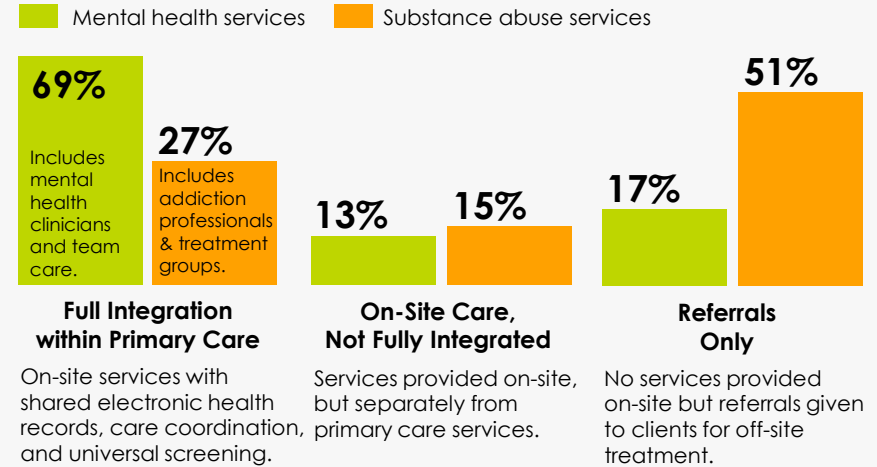 Mental health services
Substance abuse services
69%
Includes
mental
health
clinicians
and team
care.
27%
Includes
addiction
professionals
& treatment
groups.
Full Integration
within Primary Care
On-site services with
shared electronic health
records, care coordination,
and universal screening.
13%
15%
On-Site Care,
Not Fully Integrated
Services provided on-site,
but separately from
primary care services.
17%
51%
Referrals
Only
No services provided
on-site but referrals given
to clients for off-site
treatment.